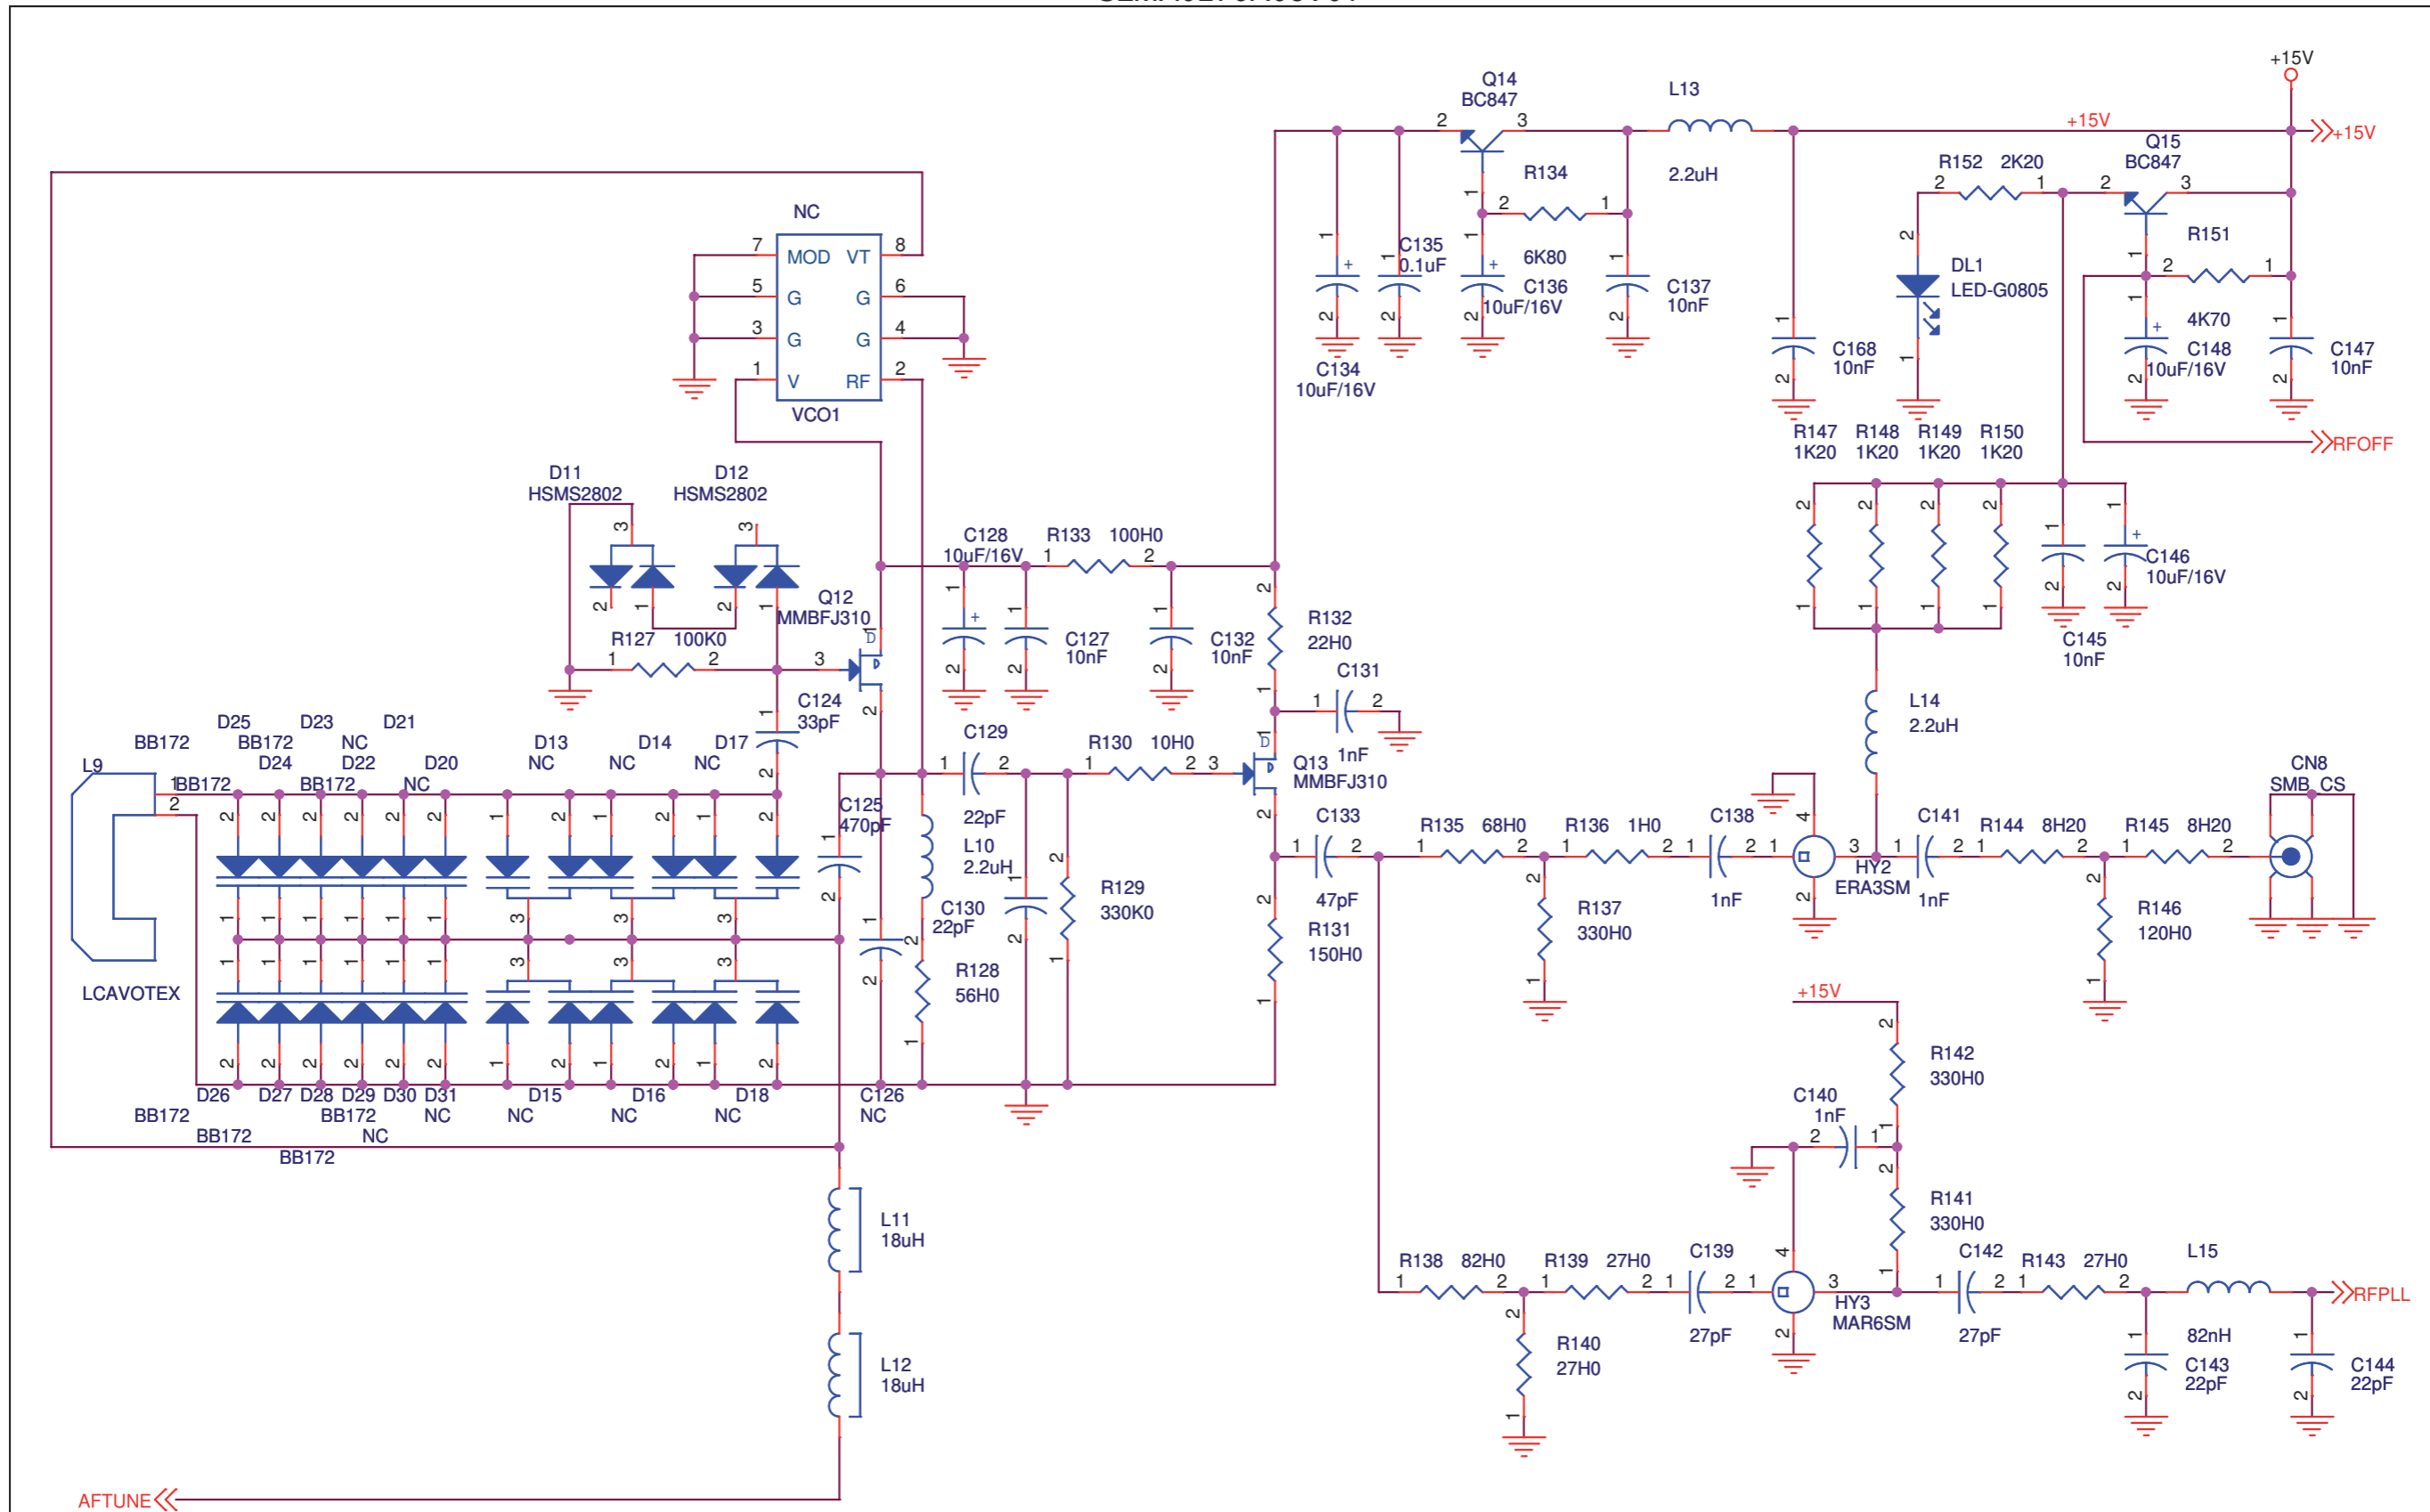 +15V
Q14
BC847
L13
2.2uH
+15V
+15V
Q15
BC847
R152 2K20
R134
6K80
R151
4K70
DL1
LED-G0805
NC
7 MOD VT 8
5 G G 6
3 G G 4
1 V RF 2
VCO1
C135
0.1uF
C136
10uF/16V
C137
10nF
C134
10uF/16V
C168
10nF
C148
10uF/16V
C147
10nF
RFOFF
R147
1K20
R148
1K20
R149
1K20
R150
1K20
D11
HSMS2802
D12
HSMS2802
C128
10uF/16V
R133 100H0
Q12
MMBFJ310
R127 100K0
C127
10nF
C132
10nF
R132
22H0
C131
1nF
C145
10nF
C146
10uF/16V
C124
33pF
L14
2.2uH
D25
D23
D21
BB172
BB172
NC
D24
D22
D20
BB172
BB172
NC
D13
NC
D14
NC
D17
NC
L9
LCAVOTEX
C129
22pF
R130 10H0
Q13
MMBFJ310
C125
470pF
L10
2.2uH
C130
22pF
R129
330K0
R128
56H0
C133
47pF
R131
150H0
R135 68H0
R136 1H0
C138
1nF
HY2
ERA3SM
C141
1nF
R144 8H20
R145 8H20
CN8
SMB_CS
R137
330H0
R146
120H0
D26
D27
D28
D29
D30
D31
BB172
BB172
BB172
BB172
NC
NC
D15
NC
D16
NC
D18
NC
C126
NC
+15V
R142
330H0
C140
1nF
R141
330H0
L11
18uH
L12
18uH
R138 82H0
R139 27H0
C139
27pF
HY3
MAR6SM
C142
27pF
R143 27H0
L15
82nH
RFPLL
R140
27H0
C143
22pF
C144
22pF
AFTUNE